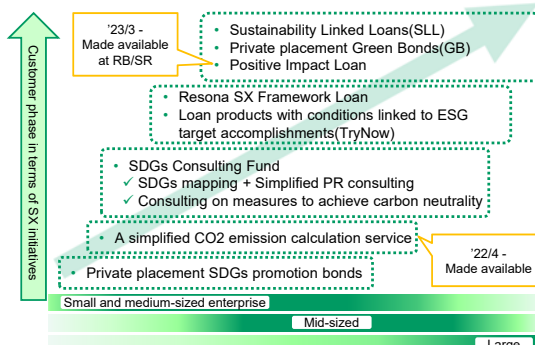 Customer phase in terms of SX initiatives
'23/3 -
Made available
at RB/SR
• Sustainability Linked Loans(SLL)
• Private placement Green Bonds(GB)
• Positive Impact Loan
• Resona SX Framework Loan
• Loan products with conditions linked to ESG
target accomplishments(TryNow)
• SDGs Consulting Fund
✓ SDGs mapping + Simplified PR consulting
✓ Consulting on measures to achieve carbon neutrality
• A simplified CO2 emission calculation service
'22/4 -
Made available
• Private placement SDGs promotion bonds
Small and medium-sized enterprise
Mid-sized
Large